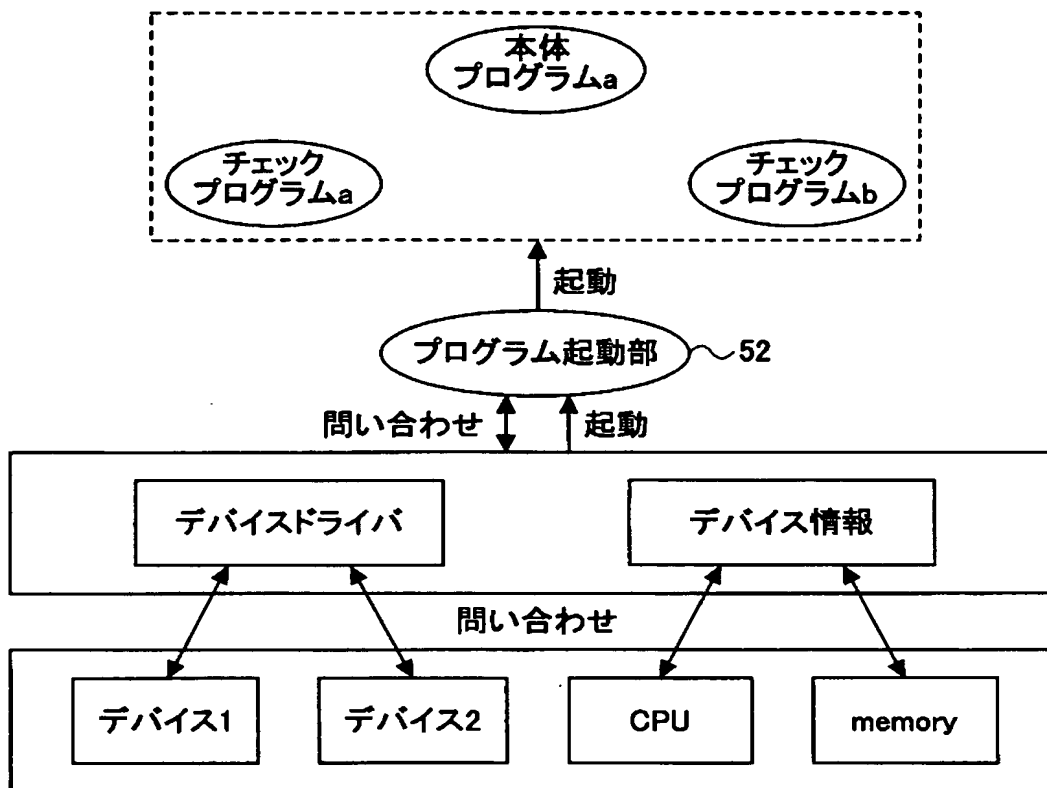 本体
プログラムa
チェック
プログラムa
チェック
プログラムb
起動
プログラム起動部
52
問い合わせ
起動
デバイスドライバ
デバイス情報
問い合わせ
デバイス1
デバイス2
CPU
memory